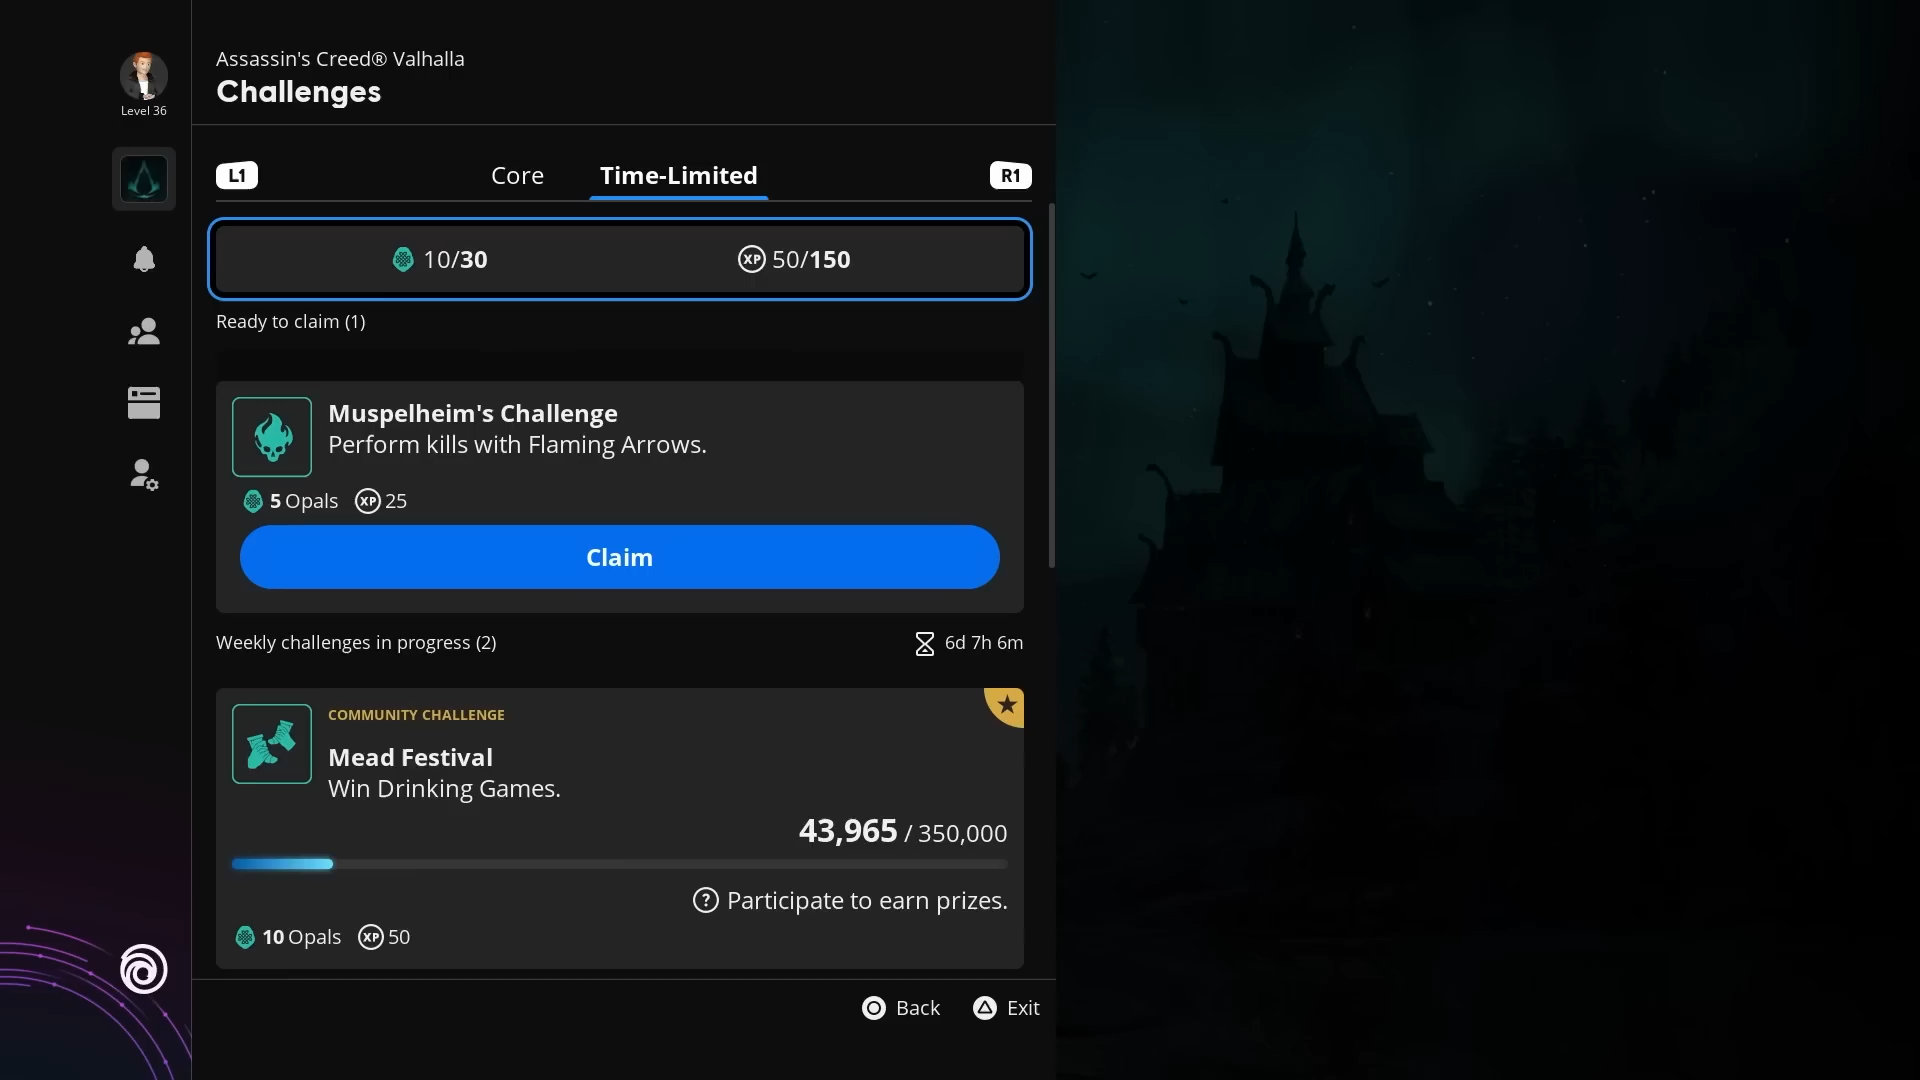 Level 36
Assassin's Creed® Valhalla
Challenges
L1
Core
Time-Limited
R1
10/30
XP 50/150
Ready to claim (1)
Muspelheim's Challenge
Perform kills with Flaming Arrows.
5 Opals XP 25
Claim
Weekly challenges in progress (2)
6d 7h 6m
COMMUNITY CHALLENGE
Mead Festival
Win Drinking Games.
43,965 / 350,000
? Participate to earn prizes.
10 Opals XP 50
Back
Exit